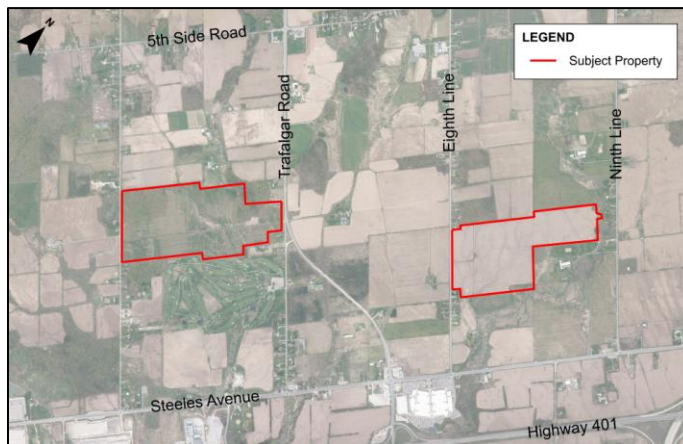 N
5th Side Road
LEGEND
Subject Property
Trafalgar Road
Eighth Line
Ninth Line
Steeles Avenue
Highway 401